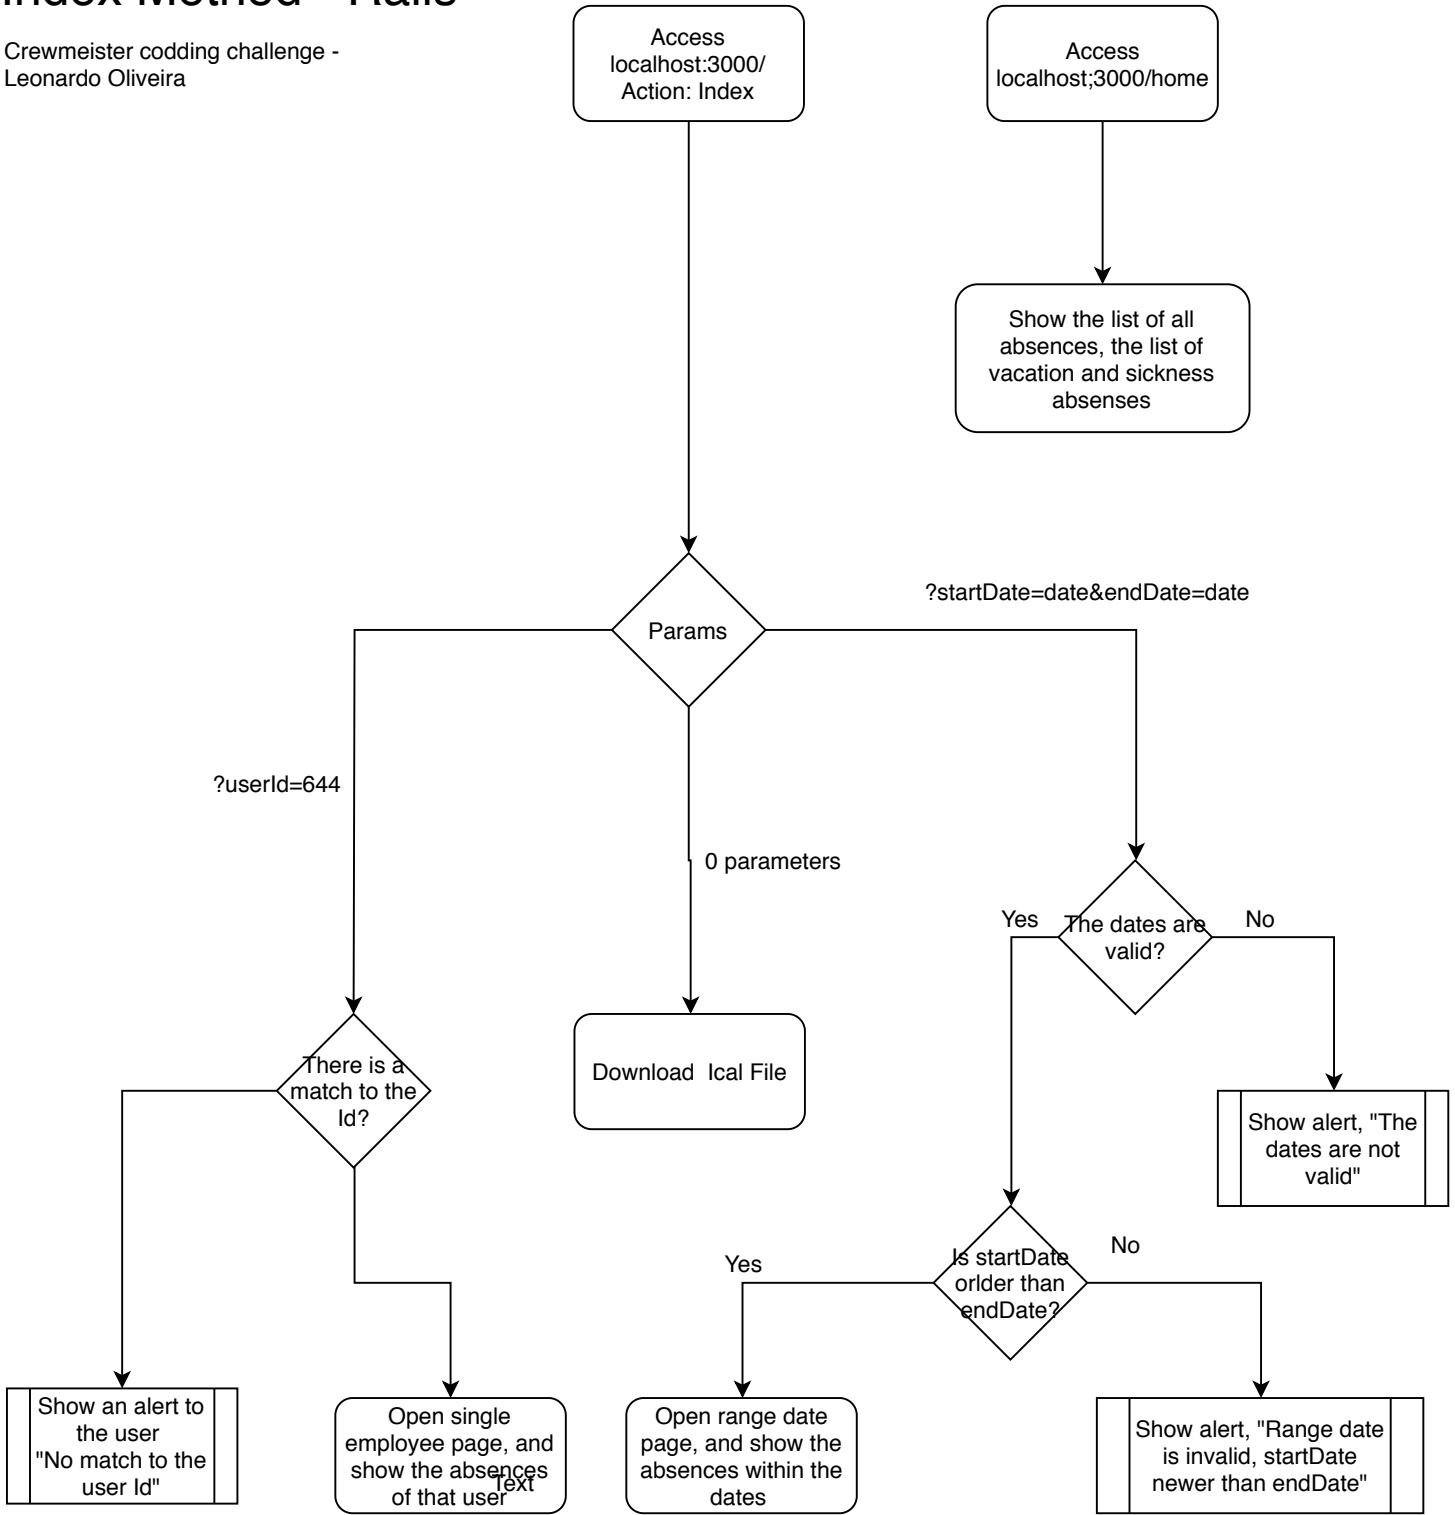 Index Method - Rails
Crewmeister codding challenge -
Leonardo Oliveira
Access
localhost:3000/
Action: Index
Access
localhost;3000/home
Show the list of all
absences, the list of
vacation and sickness
absenses
?startDate=date&endDate=date
Params
?userId=644
0 parameters
Yes
The dates are
valid?
No
There is a
match to the
Id?
Download  Ical File
Show alert, "The
dates are not
valid"
Yes
Is startDate
orlder than
endDate?
No
Show an alert to
the user
"No match to the
user Id"
Open single
employee page, and
show the absences
of that user
Text
Open range date
page, and show the
absences within the
dates
Show alert, "Range date
is invalid, startDate
newer than endDate"